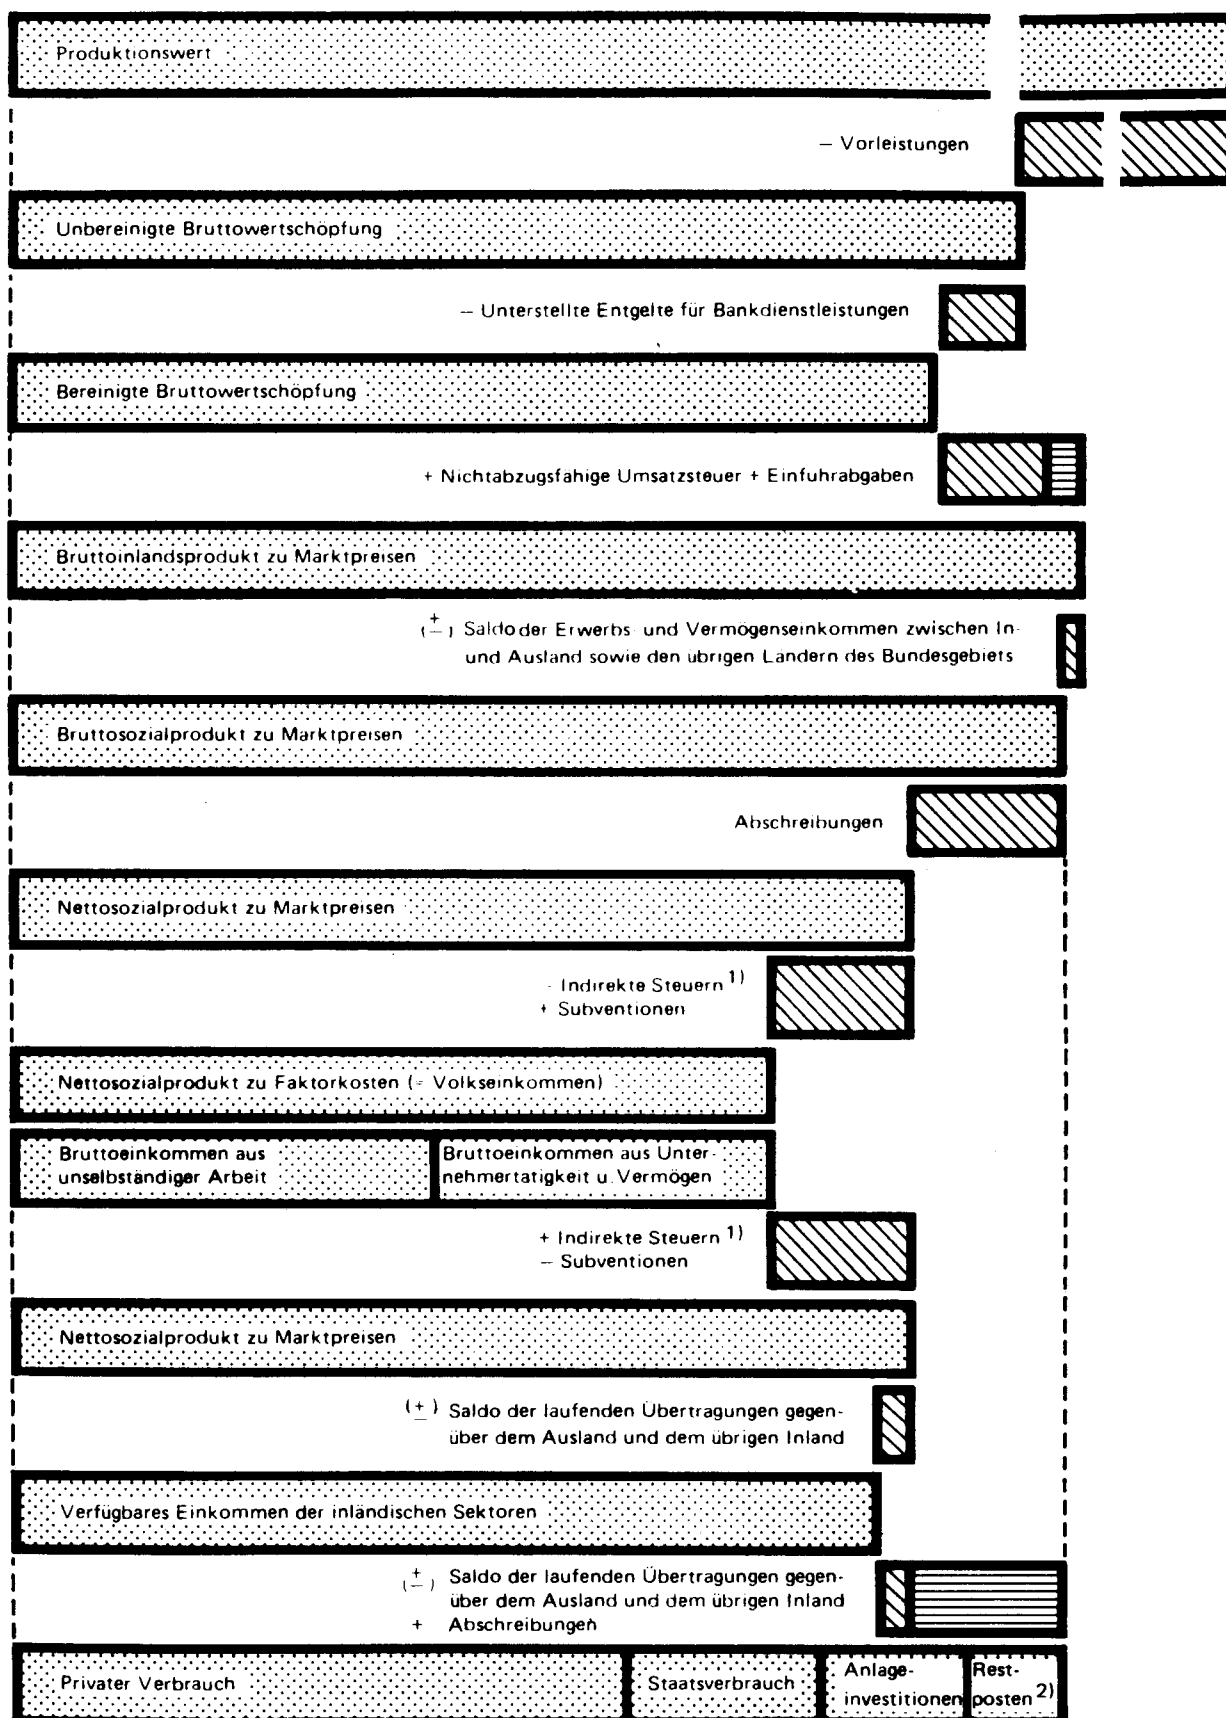 Produktionswert
– Vorleistungen
Unbereinigte Bruttowertschöpfung
– Unterstellte Entgelte für Bankdienstleistungen
Bereinigte Bruttowertschöpfung
+ Nichtabzugsfähige Umsatzsteuer + Einfuhrabgaben
Bruttoinlandsprodukt zu Marktpreisen
(±) Saldo der Erwerbs- und Vermögenseinkommen zwischen In-
und Ausland sowie den übrigen Ländern des Bundesgebiets
Bruttosozialprodukt zu Marktpreisen
Abschreibungen
Nettosozialprodukt zu Marktpreisen
- Indirekte Steuern 1)
+ Subventionen
Nettosozialprodukt zu Faktorkosten (= Volkseinkommen)
Bruttoeinkommen aus
unselbständiger Arbeit
Bruttoeinkommen aus Unter-
nehmertätigkeit u. Vermögen
+ Indirekte Steuern 1)
– Subventionen
Nettosozialprodukt zu Marktpreisen
(±) Saldo der laufenden Übertragungen gegen-
über dem Ausland und dem übrigen Inland
Verfügbares Einkommen der inländischen Sektoren
(±) Saldo der laufenden Übertragungen gegen-
über dem Ausland und dem übrigen Inland
+ Abschreibungen
Privater Verbrauch
Staatsverbrauch
Anlage-
investitionen
Rest-
posten 2)